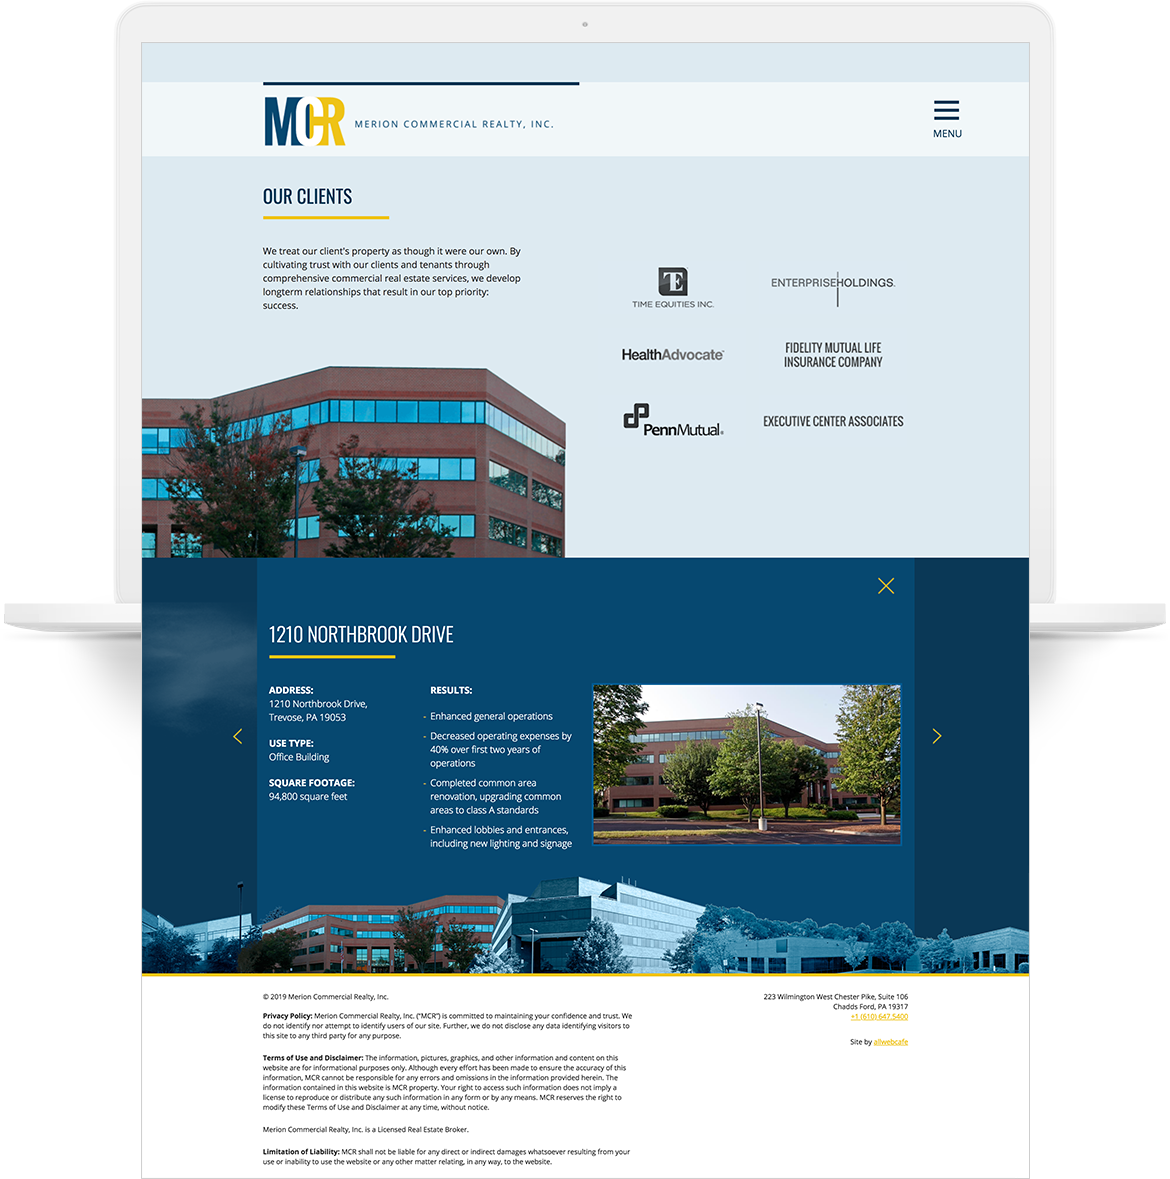 MCR
MERION COMMERCIAL REALTY, INC.
MENU
OUR CLIENTS
We treat our client's property as though it were our own. By
cultivating trust with our clients and tenants through
comprehensive commercial real estate services, we develop
longterm relationships that result in our top priority:
success.
TE
TIME EQUITIES INC.
ENTERPRISEHOLDINGS.
HealthAdvocate
FIDELITY MUTUAL LIFE
INSURANCE COMPANY
PennMutual®
EXECUTIVE CENTER ASSOCIATES
1210 NORTHBROOK DRIVE
ADDRESS:
1210 Northbrook Drive,
Trevose, PA 19053
USE TYPE:
Office Building
SQUARE FOOTAGE:
94,800 square feet
RESULTS:
- Enhanced general operations
- Decreased operating expenses by
40% over first two years of
operations
- Completed common area
renovation, upgrading common
areas to class A standards
- Enhanced lobbies and entrances,
including new lighting and signage
© 2019 Merion Commercial Realty, Inc.
Privacy Policy: Merion Commercial Realty, Inc. ("MCR") is committed to maintaining your confidence and trust. We
do not identify nor attempt to identify users of our site. Further, we do not disclose any data identifying visitors to
this site to any third party for any purpose.
Terms of Use and Disclaimer: The information, pictures, graphics, and other information and content on this
website are for informational purposes only. Although every effort has been made to ensure the accuracy of this
information, MCR cannot be responsible for any errors and omissions in the information provided herein. The
information contained in this website is MCR property. Your right to access such information does not imply a
license to reproduce or distribute any such information in any form or by any means. MCR reserves the right to
modify these Terms of Use and Disclaimer at any time, without notice.
Merion Commercial Realty, Inc. is a Licensed Real Estate Broker.
Limitation of Liability: MCR shall not be liable for any direct or indirect damages whatsoever resulting from your
use or inability to use the website or any other matter relating, in any way, to the website.
223 Wilmington West Chester Pike, Suite 106
Chadds Ford, PA 19317
+1 (610) 647.5400
Site by allwebcafe